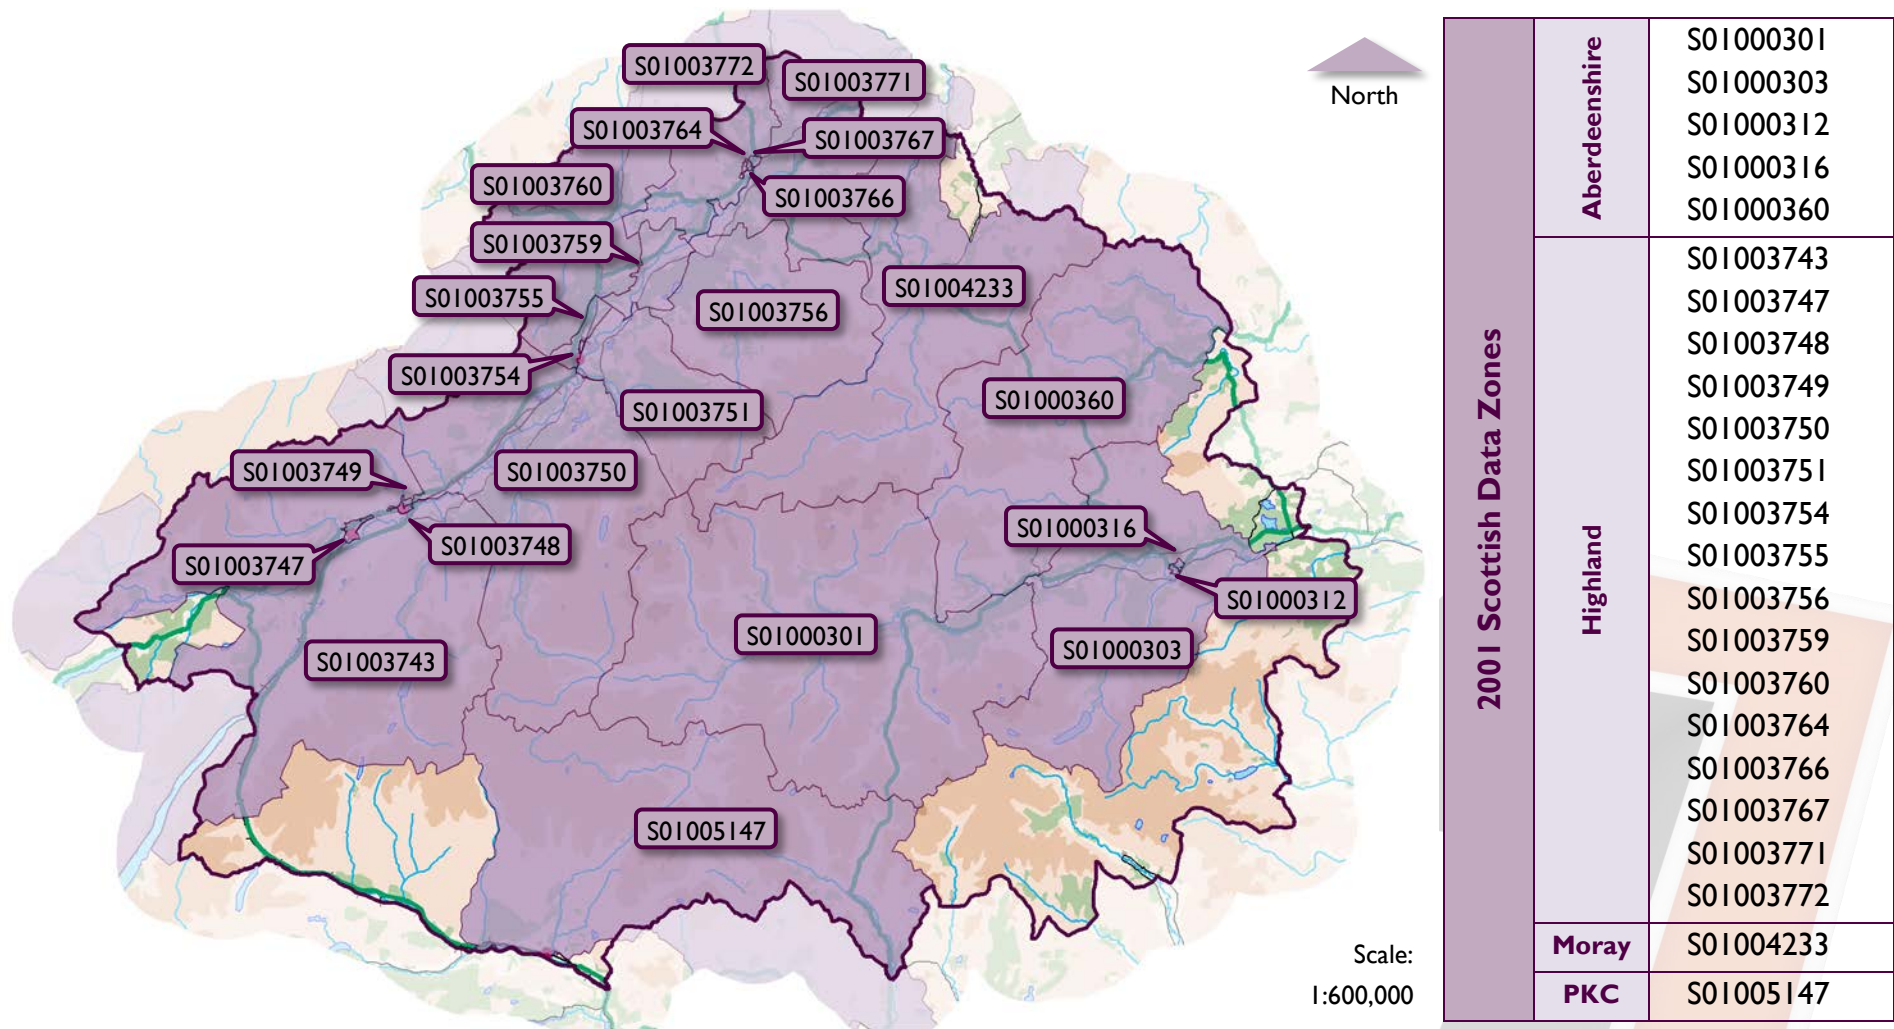 S01003772
S01003771
S01003764
S01003767
S01003760
S01003766
S01003759
S01003755
S01003756
S01004233
S01003754
S01003751
S01000360
S01003749
S01003750
S01003748
S01003747
S01000316
S01000312
S01000301
S01000303
S01003743
S01005147
North
Scale:
1:600,000
2001 Scottish Data Zones
Aberdeenshire
S01000301
S01000303
S01000312
S01000316
S01000360
Highland
S01003743
S01003747
S01003748
S01003749
S01003750
S01003751
S01003754
S01003755
S01003756
S01003759
S01003760
S01003764
S01003766
S01003767
S01003771
S01003772
Moray
S01004233
PKC
S01005147